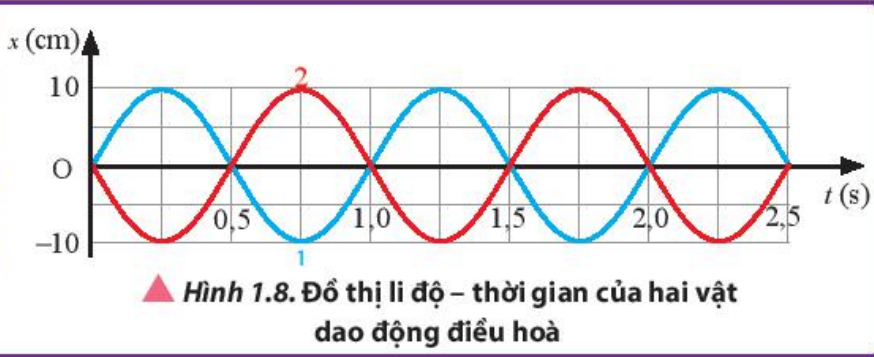 x (cm)
10
2
O
0,5 1,0 1,5 2,0 2,5
t (s)
–10
1
Hình 1.8. Đồ thị li độ – thời gian của hai vật
dao động điều hoà